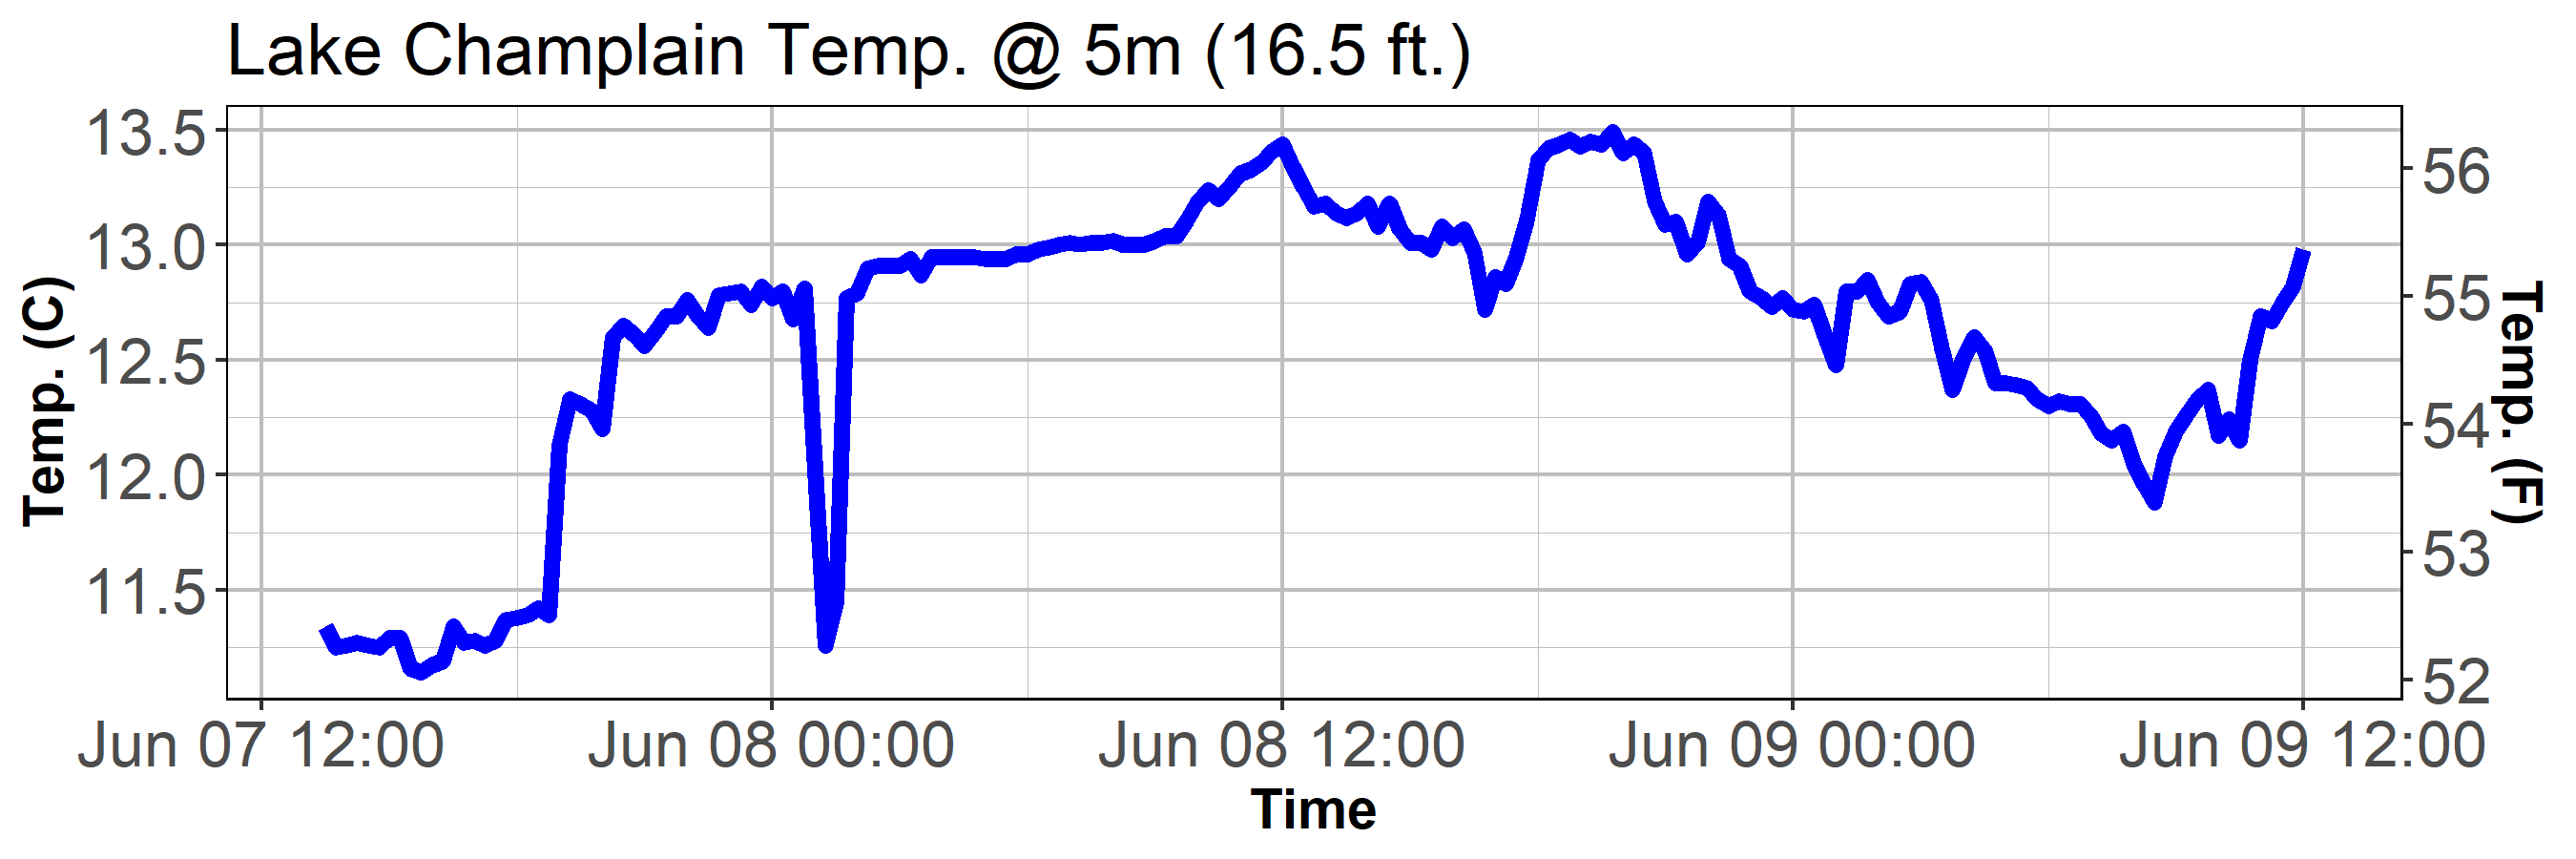 Lake Champlain Temp. @ 5m (16.5 ft.)
13.5
13.0
12.5
12.0
11.5
Temp. (C)
56
55
54
53
52
Temp. (F)
Jun 07 12:00 Jun 08 00:00 Jun 08 12:00 Jun 09 00:00 Jun 09 12:00
Time